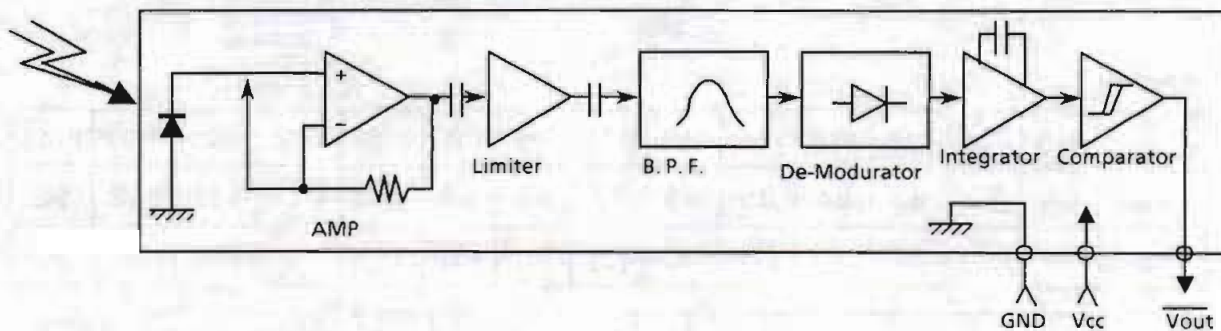 +
-
AMP
Limiter
B. P. F.
De-Modurator
Integrator
Comparator
GND
Vcc
Vout